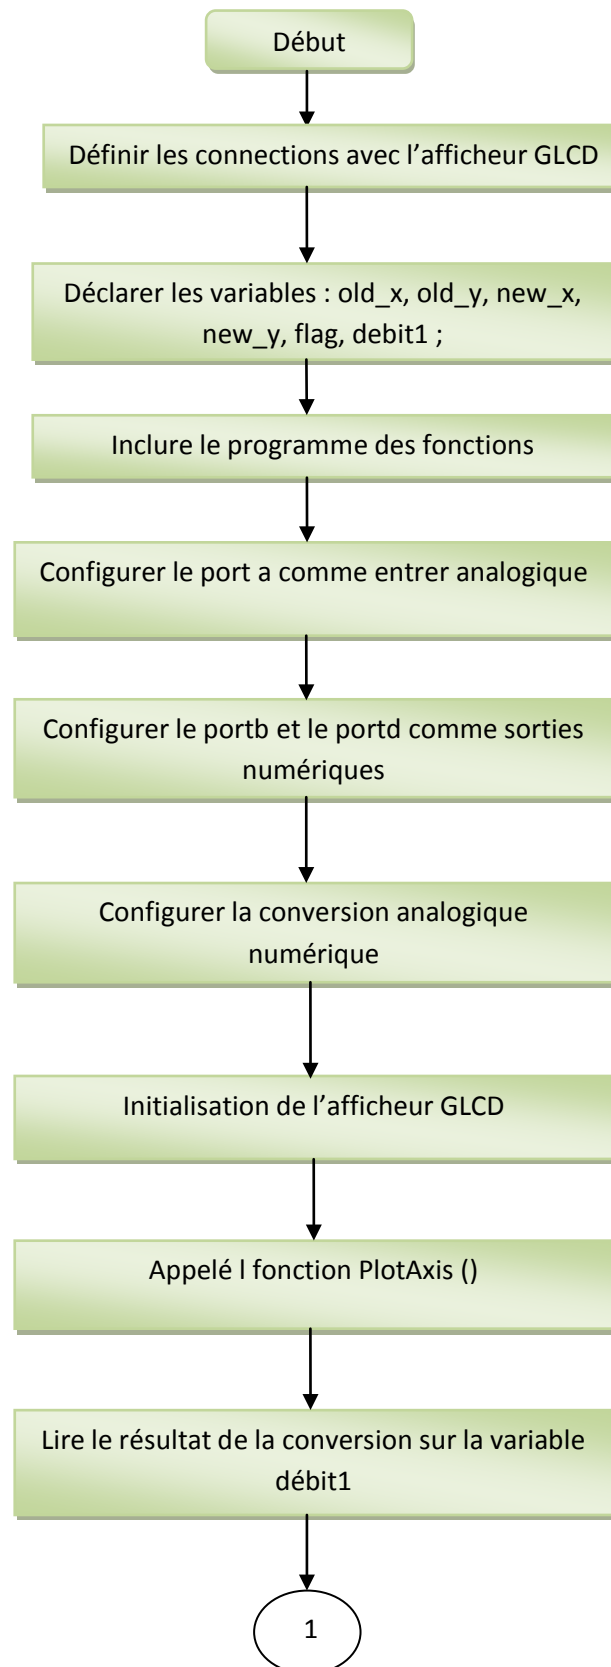 Début
Définir les connections avec l’afficheur GLCD
Déclarer les variables : old_x, old_y, new_x,
new_y, flag, debit1 ;
Inclure le programme des fonctions
Configurer le port a comme entrer analogique
Configurer le portb et le portd comme sorties
numériques
Configurer la conversion analogique
numérique
Initialisation de l’afficheur GLCD
Appelé l fonction PlotAxis ()
Lire le résultat de la conversion sur la variable
débit1
1